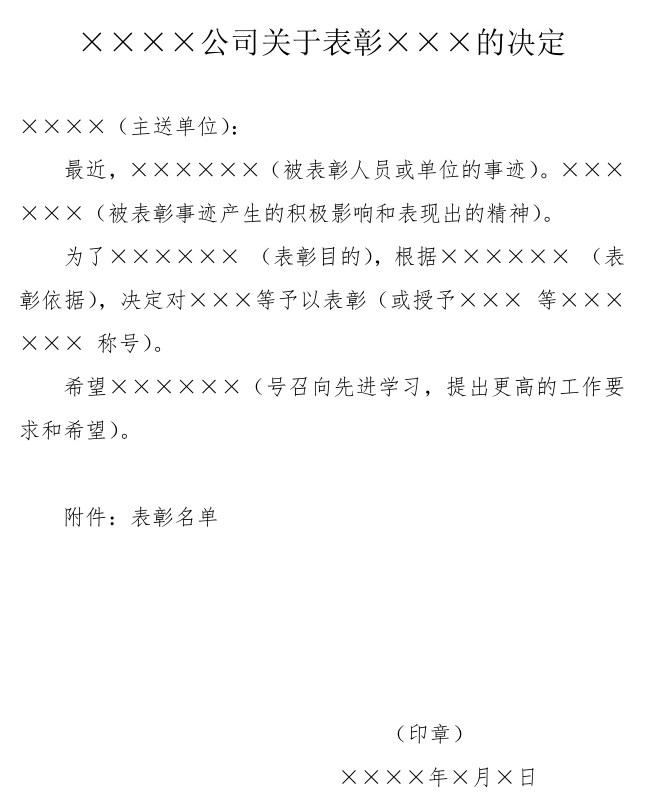 ××××公司关于表彰×××的决定
××××（主送单位）：
最近，××××××（被表彰人员或单位的事迹）。×××
×××（被表彰事迹产生的积极影响和表现出的精神）。
为了×××××× （表彰目的），根据×××××× （表
彰依据），决定对×××等予以表彰（或授予××× 等×××
××× 称号）。
希望××××××（号召向先进学习，提出更高的工作要
求和希望）。
附件：表彰名单
（印章）
××××年×月×日